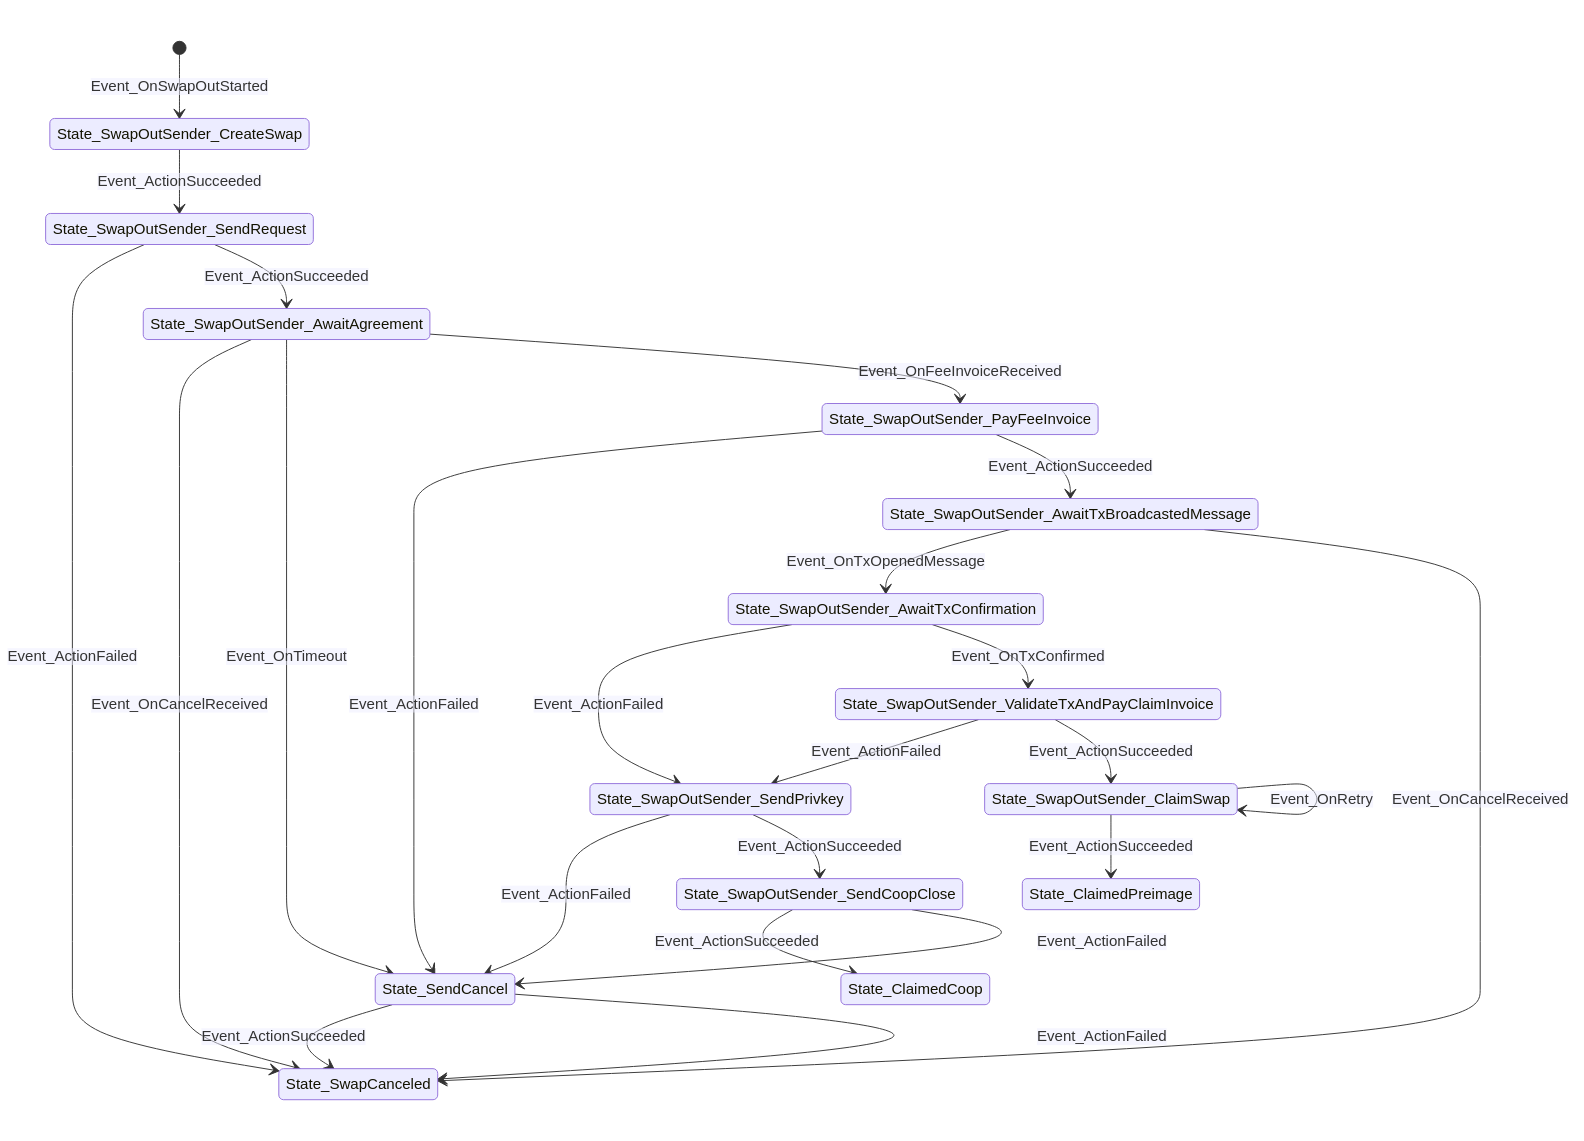 Event_OnSwapOutStarted
State_SwapOutSender_CreateSwap
Event_ActionSucceeded
State_SwapOutSender_SendRequest
Event_ActionSucceeded
State_SwapOutSender_AwaitAgreement
Event_OnFeeInvoiceReceived
State_SwapOutSender_PayFeeInvoice
Event_ActionSucceeded
State_SwapOutSender_AwaitTxBroadcastedMessage
Event_OnTxOpenedMessage
State_SwapOutSender_AwaitTxConfirmation
Event_ActionFailed
Event_OnTimeout
Event_OnTxConfirmed
Event_OnCancelReceived
Event_ActionFailed
Event_ActionFailed
State_SwapOutSender_ValidateTxAndPayClaimInvoice
Event_ActionFailed
Event_ActionSucceeded
State_SwapOutSender_SendPrivkey
State_SwapOutSender_ClaimSwap
Event_OnRetry
Event_OnCancelReceived
Event_ActionSucceeded
Event_ActionSucceeded
Event_ActionFailed
State_SwapOutSender_SendCoopClose
State_ClaimedPreimage
Event_ActionSucceeded
Event_ActionFailed
State_SendCancel
State_ClaimedCoop
Event_ActionSucceeded
Event_ActionFailed
State_SwapCanceled